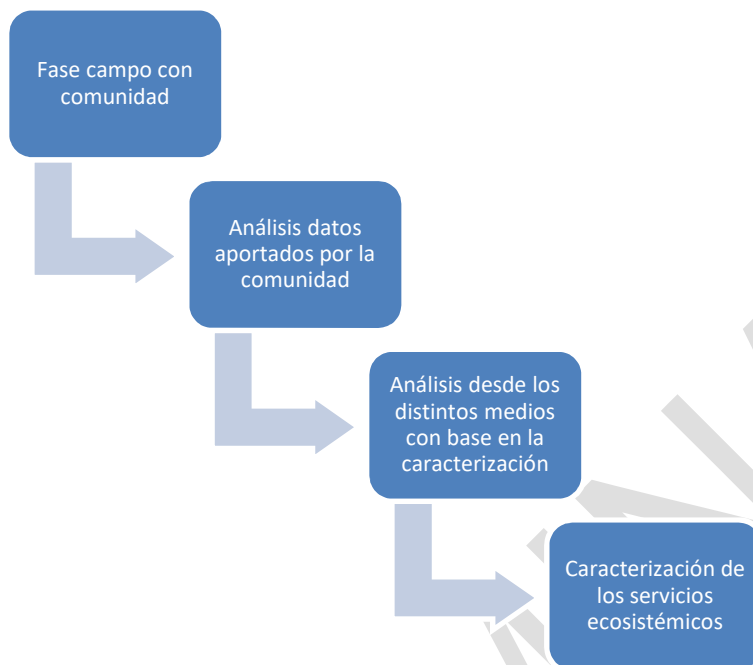 Fase campo con
comunidad
Análisis datos
aportados por la
comunidad
Análisis desde los
distintos medios
con base en la
caracterización
Caracterización de
los servicios
ecosistémicos